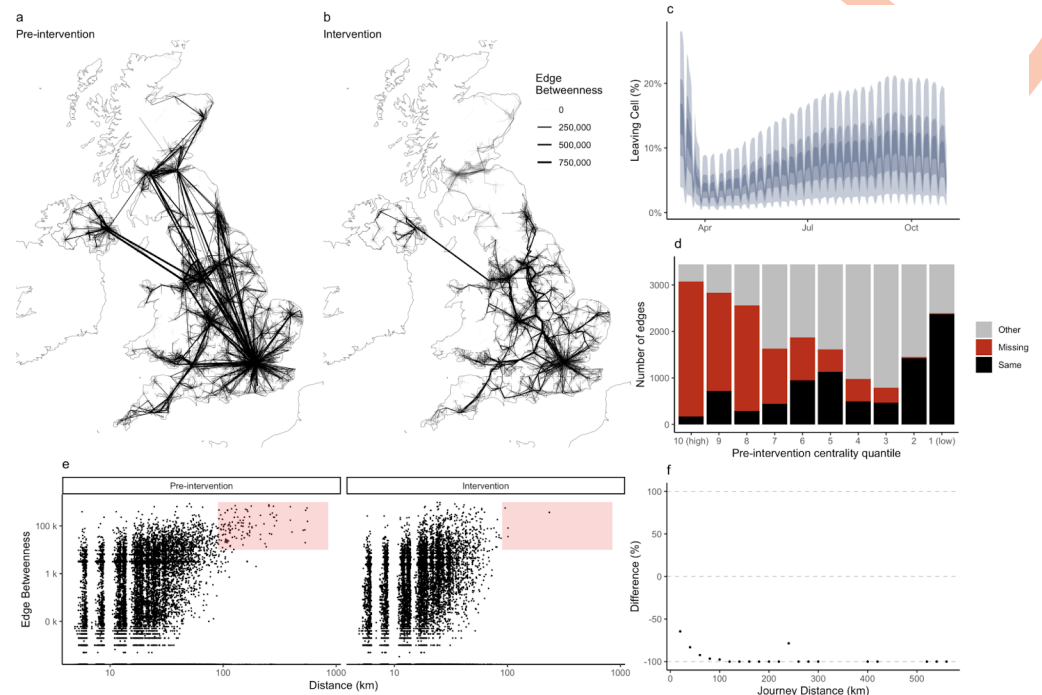 a
Pre-intervention
b
Intervention
Edge
Betweenness
0
250,000
500,000
750,000
c
Leaving Cell (%)
20%
10%
0%
Apr
Jul
Oct
d
Number of edges
3000
2000
1000
0
10 (high)
9
8
7
6
5
4
3
2
1 (low)
Pre-intervention centrality quantile
Other
Missing
Same
e
Pre-intervention
Intervention
Edge Betweenness
100 k
1 k
0 k
10
100
1000
10
100
1000
Distance (km)
f
Difference (%)
100
50
0
-50
-100
0
100
200
300
400
500
Journey Distance (km)